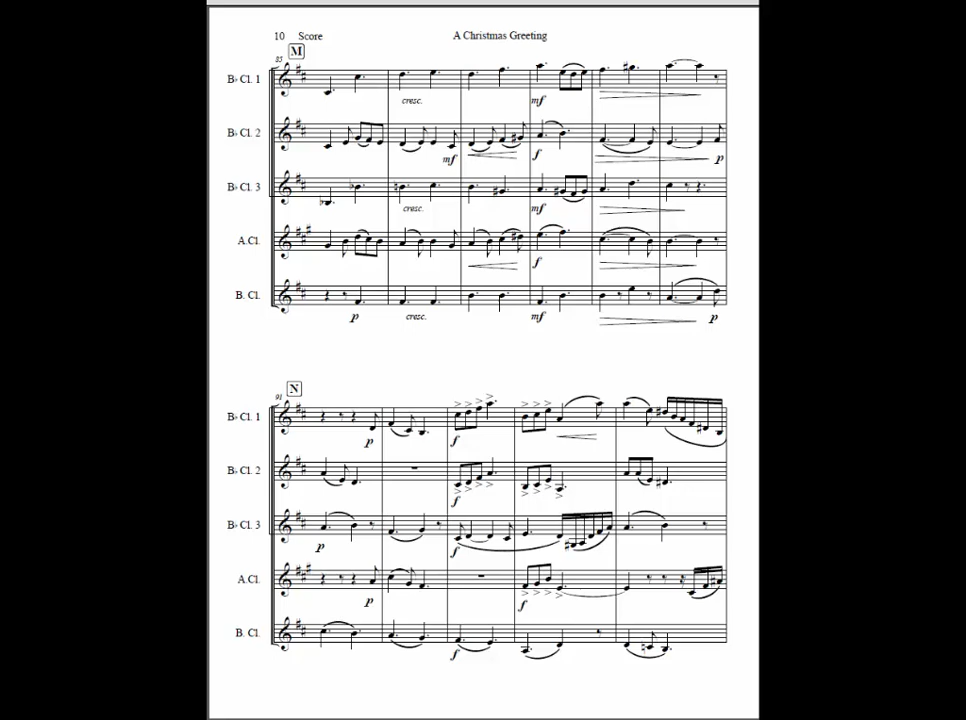 10 Score A Christmas Greeting
M
85
B♭ Cl. 1
cresc. mf
B♭ Cl. 2
mf f p
B♭ Cl. 3
cresc. mf
A.Cl.
f
B. Cl.
p cresc. mf p
N
91
B♭ Cl. 1
p f
B♭ Cl. 2
f
B♭ Cl. 3
p f
A.Cl.
p f
B. Cl.
f